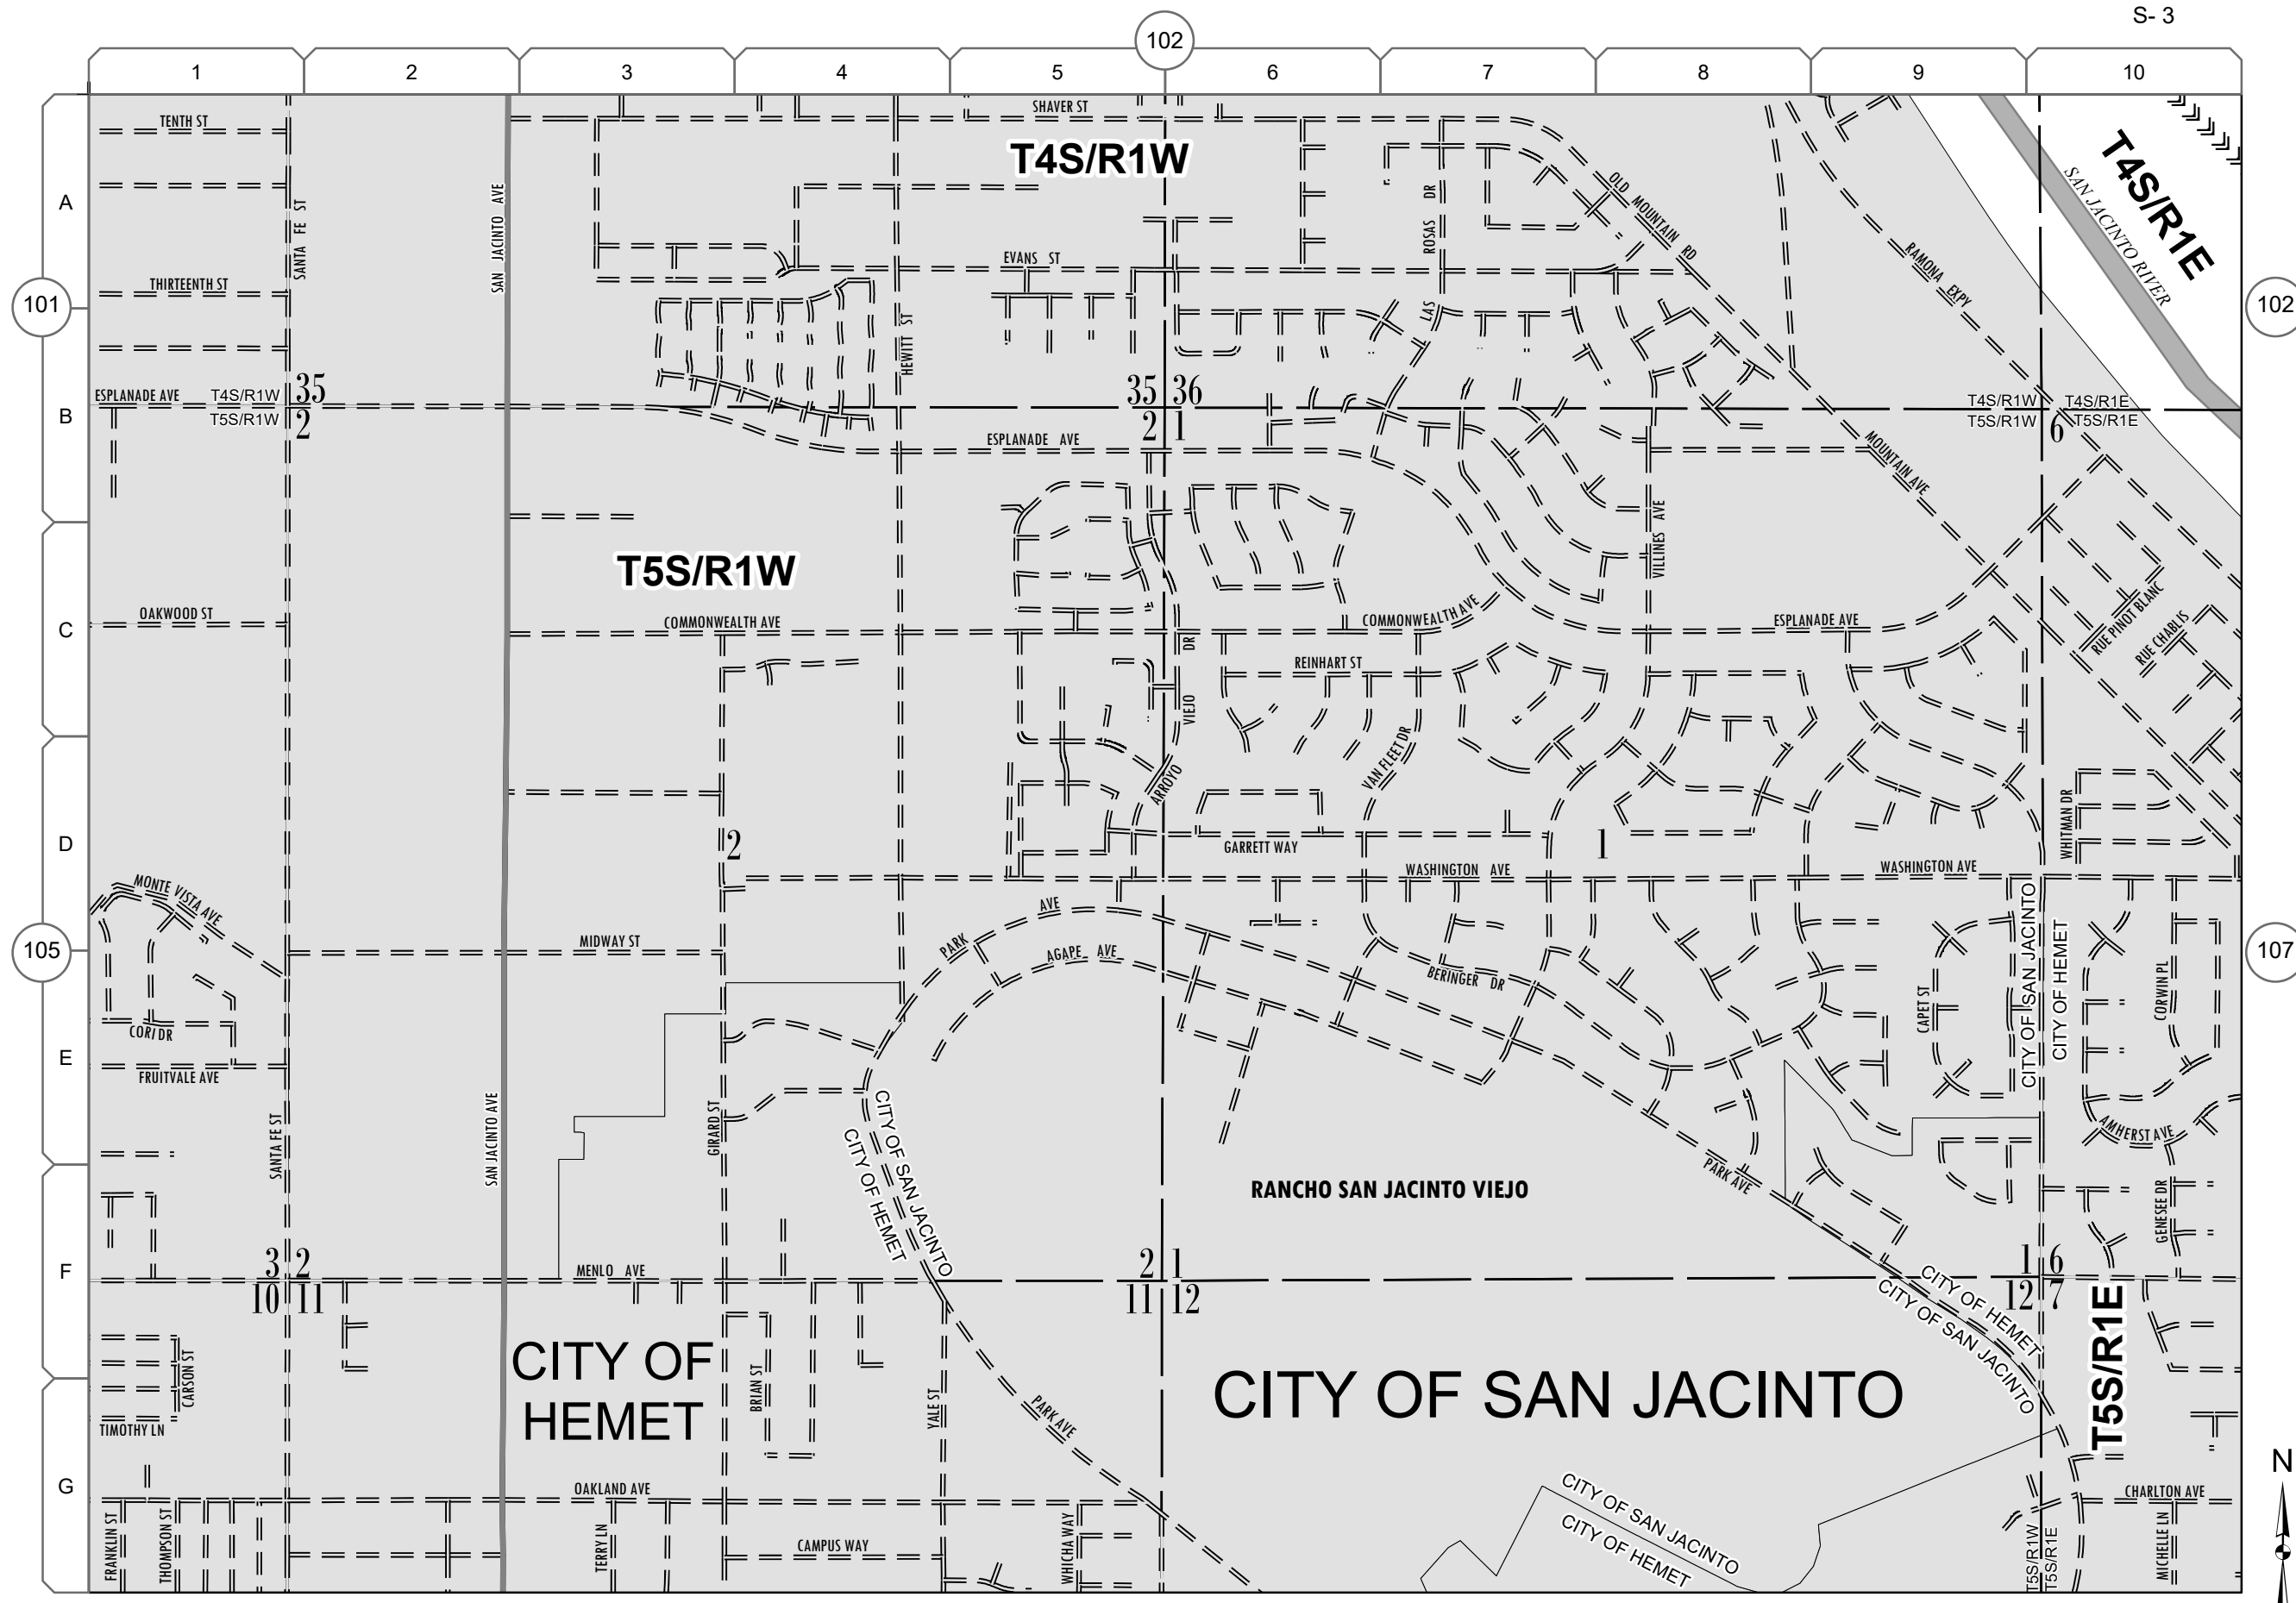 S- 3
102
1 2 3 4 5 6 7 8 9 10
SHAVER ST
TENTH ST
T4S/R1W
T4S/R1E
SAN JACINTO RIVER
A
OLD MOUNTAIN RD
LAS ROSAS DR
SANTA FE ST
SAN JACINTO AVE
EVANS ST
RAMONA EXPY
THIRTEENTH ST
101
102
HEWITT ST
ESPLANADE AVE
T4S/R1W
T5S/R1W
35
2
35 36
2 1
T4S/R1W
T5S/R1W
T4S/R1E
T5S/R1E
6
B
ESPLANADE AVE
MOUNTAIN AVE
VILLINES AVE
T5S/R1W
OAKWOOD ST
COMMONWEALTH AVE
COMMONWEALTH AVE
ESPLANADE AVE
RUE PINOT BLANC
RUE CHABLIS
C
REINHART ST
ARROYO VIEJO DR
VAN FLEET DR
WHITMAN DR
D
2
GARRETT WAY
1
WASHINGTON AVE
WASHINGTON AVE
MONTE VISTA AVE
PARK AVE
MIDWAY ST
AGAPE AVE
BERINGER DR
105
107
CITY OF SAN JACINTO
CITY OF HEMET
CAPET ST
CORWIN PL
CORI DR
E
FRUITVALE AVE
SANTA FE ST
SAN JACINTO AVE
GIRARD ST
CITY OF SAN JACINTO
CITY OF HEMET
AMHERST AVE
PARK AVE
RANCHO SAN JACINTO VIEJO
GENESEE DR
F
3 2
10 11
MENLO AVE
2 1
11 12
1 6
12 7
CITY OF HEMET
CITY OF SAN JACINTO
T5S/R1E
CARSON ST
CITY OF
HEMET
BRIAN ST
YALE ST
PARK AVE
CITY OF SAN JACINTO
TIMOTHY LN
G
N
OAKLAND AVE
CITY OF SAN JACINTO
CITY OF HEMET
CHARLTON AVE
FRANKLIN ST
THOMPSON ST
TERRY LN
CAMPUS WAY
WHICHA WAY
T5S/R1W
T5S/R1E
MICHELLE LN